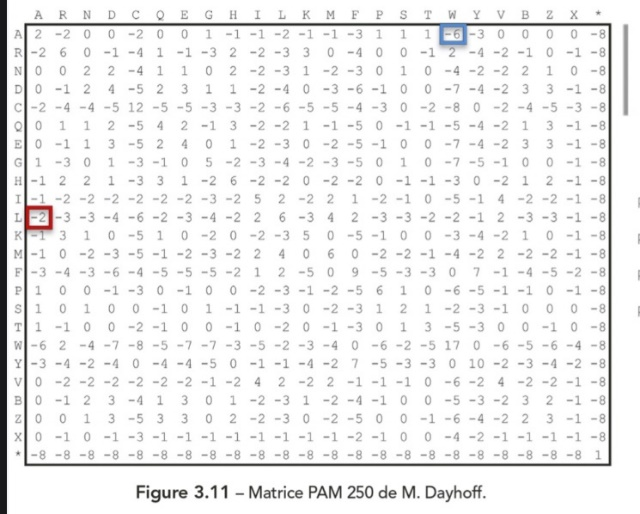 A R N D C Q E G H I L K M F P S T W Y V B Z X *
A 2 -2 0 0 -2 0 0 1 -1 -1 -2 -1 -1 -3 1 1 1 -6 -3 0 0 0 0 -8
R -2 6 0 -1 -4 1 -1 -3 2 -2 -3 3 0 -4 0 0 -1 2 -4 -2 -1 0 -1 -8
N 0 0 2 2 -4 1 1 0 2 -2 -3 1 -2 -3 0 1 0 -4 -2 -2 2 1 0 -8
D 0 -1 2 4 -5 2 3 1 1 -2 -4 0 -3 -6 -1 0 0 -7 -4 -2 3 3 -1 -8
C -2 -4 -4 -5 12 -5 -5 -3 -3 -2 -6 -5 -5 -4 -3 0 -2 -8 0 -2 -4 -5 -3 -8
Q 0 1 1 2 -5 4 2 -1 3 -2 -2 1 -1 -5 0 -1 -1 -5 -4 -2 1 3 -1 -8
E 0 -1 1 3 -5 2 4 0 1 -2 -3 0 -2 -5 -1 0 0 -7 -4 -2 3 3 -1 -8
G 1 -3 0 1 -3 -1 0 5 -2 -3 -4 -2 -3 -5 0 1 0 -7 -5 -1 0 0 -1 -8
H -1 2 2 1 -3 3 1 -2 6 -2 -2 0 -2 -2 0 -1 -1 -3 0 -2 1 2 -1 -8
I -1 -2 -2 -2 -2 -2 -2 -3 -2 5 2 -2 2 1 -2 -1 0 -5 -1 4 -2 -2 -1 -8
L -2 -3 -3 -4 -6 -2 -3 -4 -2 2 6 -3 4 2 -3 -3 -2 -2 -1 2 -3 -3 -1 -8
K -1 3 1 0 -5 1 0 -2 0 -2 -3 5 0 -5 -1 0 0 -3 -4 -2 1 0 -1 -8
M -1 0 -2 -3 -5 -1 -2 -3 -2 2 4 0 6 0 -2 -2 -1 -4 -2 2 -2 -2 -1 -8
F -3 -4 -3 -6 -4 -5 -5 -5 -2 1 2 -5 0 9 -5 -3 -3 0 7 -1 -4 -5 -2 -8
P 1 0 0 -1 -3 0 -1 0 0 -2 -3 -1 -2 -5 6 1 0 -6 -5 -1 -1 0 -1 -8
S 1 0 1 0 0 -1 0 1 -1 -1 -3 0 -2 -3 1 2 1 -2 -3 -1 0 0 0 -8
T 1 -1 0 0 -2 -1 0 0 -1 0 -2 0 -1 -3 0 1 3 -5 -3 0 0 -1 0 -8
W -6 2 -4 -7 -8 -5 -7 -7 -3 -5 -2 -3 -4 0 -6 -2 -5 17 0 -6 -5 -6 -4 -8
Y -3 -4 -2 -4 0 -4 -4 -5 0 -1 -1 -4 -2 7 -5 -3 -3 0 10 -2 -3 -4 -2 -8
V 0 -2 -2 -2 -2 -2 -2 -1 -2 4 2 -2 2 -1 -1 -1 0 -6 -2 4 -2 -2 -1 -8
B 0 -1 2 3 -4 1 3 0 1 -2 -3 1 -2 -4 -1 0 0 -5 -3 -2 3 2 -1 -8
Z 0 0 1 3 -5 3 3 0 2 -2 -3 0 -2 -5 0 0 -1 -6 -4 -2 2 3 -1 -8
X 0 -1 0 -1 -3 -1 -1 -1 -1 -1 -1 -1 -1 -2 -1 0 0 -4 -2 -1 -1 -1 -1 -8
* -8 -8 -8 -8 -8 -8 -8 -8 -8 -8 -8 -8 -8 -8 -8 -8 -8 -8 -8 -8 -8 -8 -8 1
Figure 3.11 – Matrice PAM 250 de M. Dayhoff.